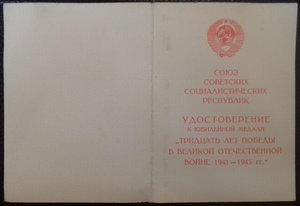 СОЮЗ
СОВЕТСКИХ
СОЦИАЛИСТИЧЕСКИХ
РЕСПУБЛИК
УДОСТОВЕРЕНИЕ
К ЮБИЛЕЙНОЙ МЕДАЛИ
„ТРИДЦАТЬ ЛЕТ ПОБЕДЫ
В ВЕЛИКОЙ ОТЕЧЕСТВЕННОЙ
ВОЙНЕ 1941—1945 гг.“